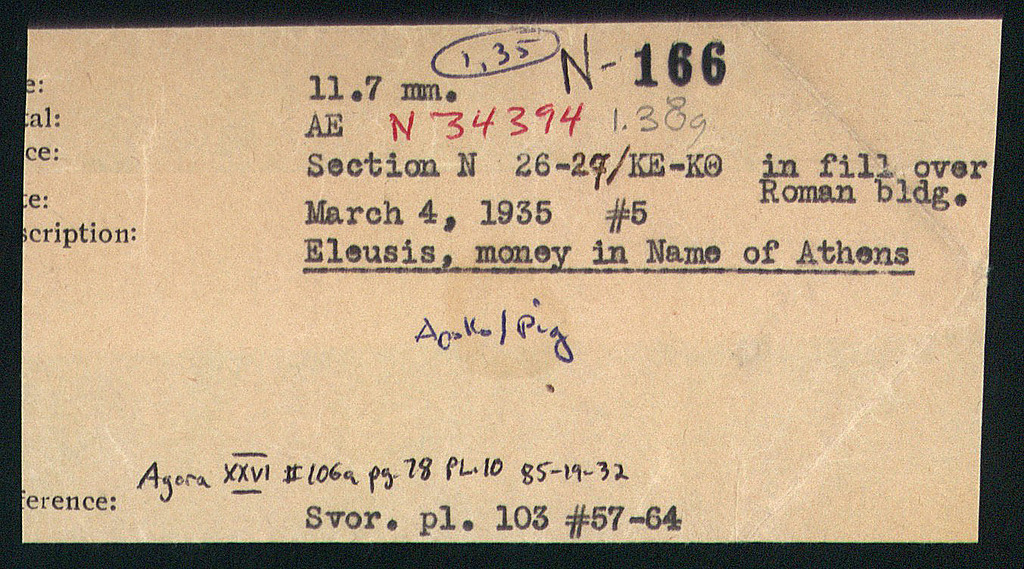 1,35 N-166
e: 11.7 mm.
tal: AE N 34394 1.38g
ce: Section N 26-27/KE-KΘ in fill over
Roman bldg.
te: March 4, 1935 #5
scription:
Eleusis, money in Name of Athens
/ Pig
Agora XXVI #106a pg. 78 PL.10 85-19-32
ference: Svor. pl. 103 #57-64